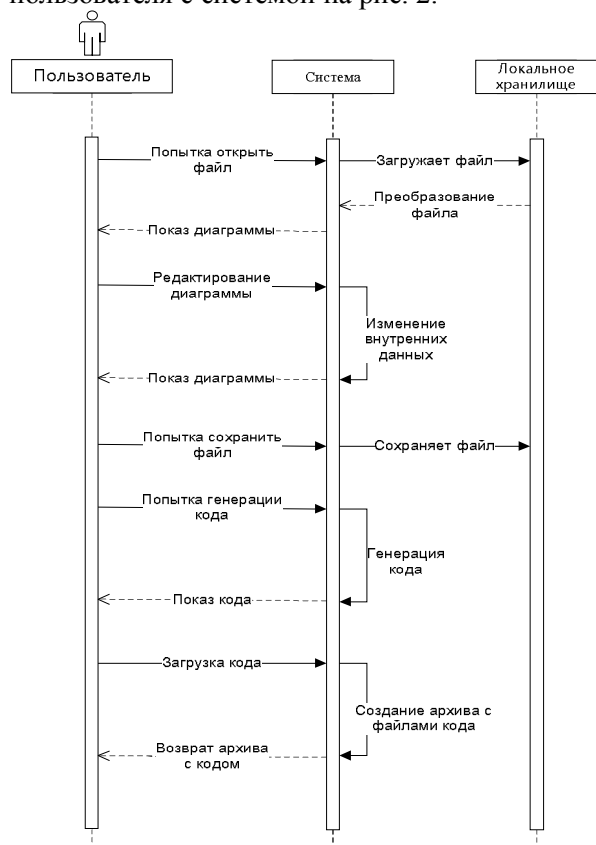 пользователя с системой на рис. 2.
Пользователь
Система
Локальное
хранилище
Попытка открыть
файл
Загружает файл
Преобразование
файла
Показ диаграммы
Редактирование
диаграммы
Изменение
внутренних
данных
Показ диаграммы
Попытка сохранить
файл
Сохраняет файл
Попытка генерации
кода
Генерация
кода
Показ кода
Загрузка кода
Создание архива с
файлами кода
Возврат архива
с кодом